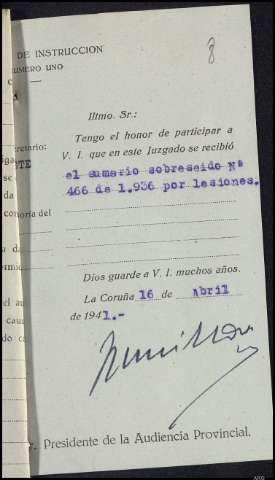 DE INSTRUCCION
NUMERO UNO
8
Iltmo. Sr.:
Tengo el honor de participar a
V. I. que en este Juzgado se recibió
el sumario sobreseido Nº
466 de 1.936 por lesiones.
Dios guarde a V. I. muchos años.
La Coruña 16 de Abril
de 1941.-
Presidente de la Audiencia Provincial.